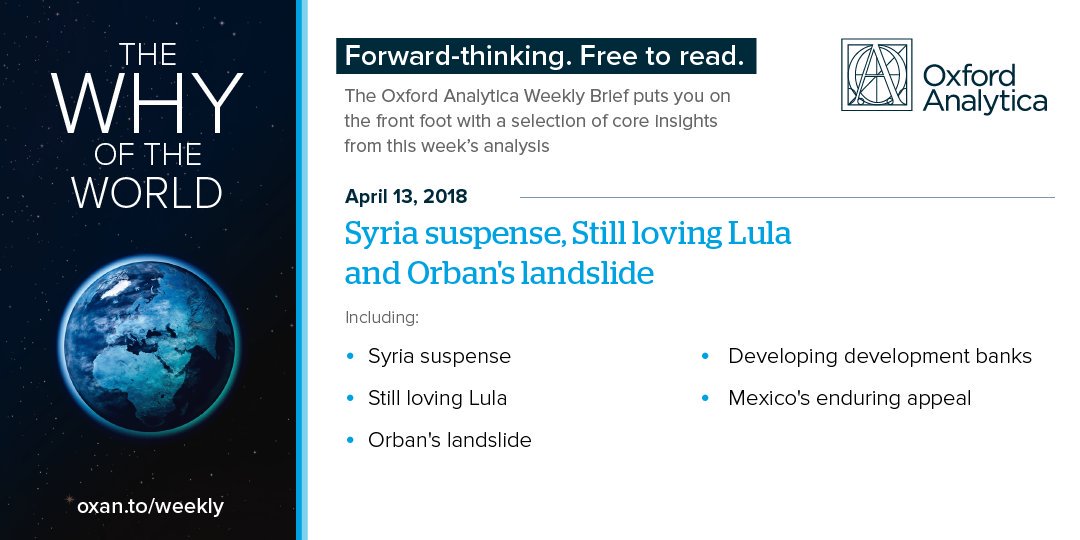 THE
WHY
OF THE
WORLD
oxan.to/weekly
Forward-thinking. Free to read.
The Oxford Analytica Weekly Brief puts you on
the front foot with a selection of core insights
from this week’s analysis
Oxford
Analytica
April 13, 2018
Syria suspense, Still loving Lula
and Orban's landslide
Including:
• Syria suspense
• Still loving Lula
• Orban's landslide
• Developing development banks
• Mexico's enduring appeal